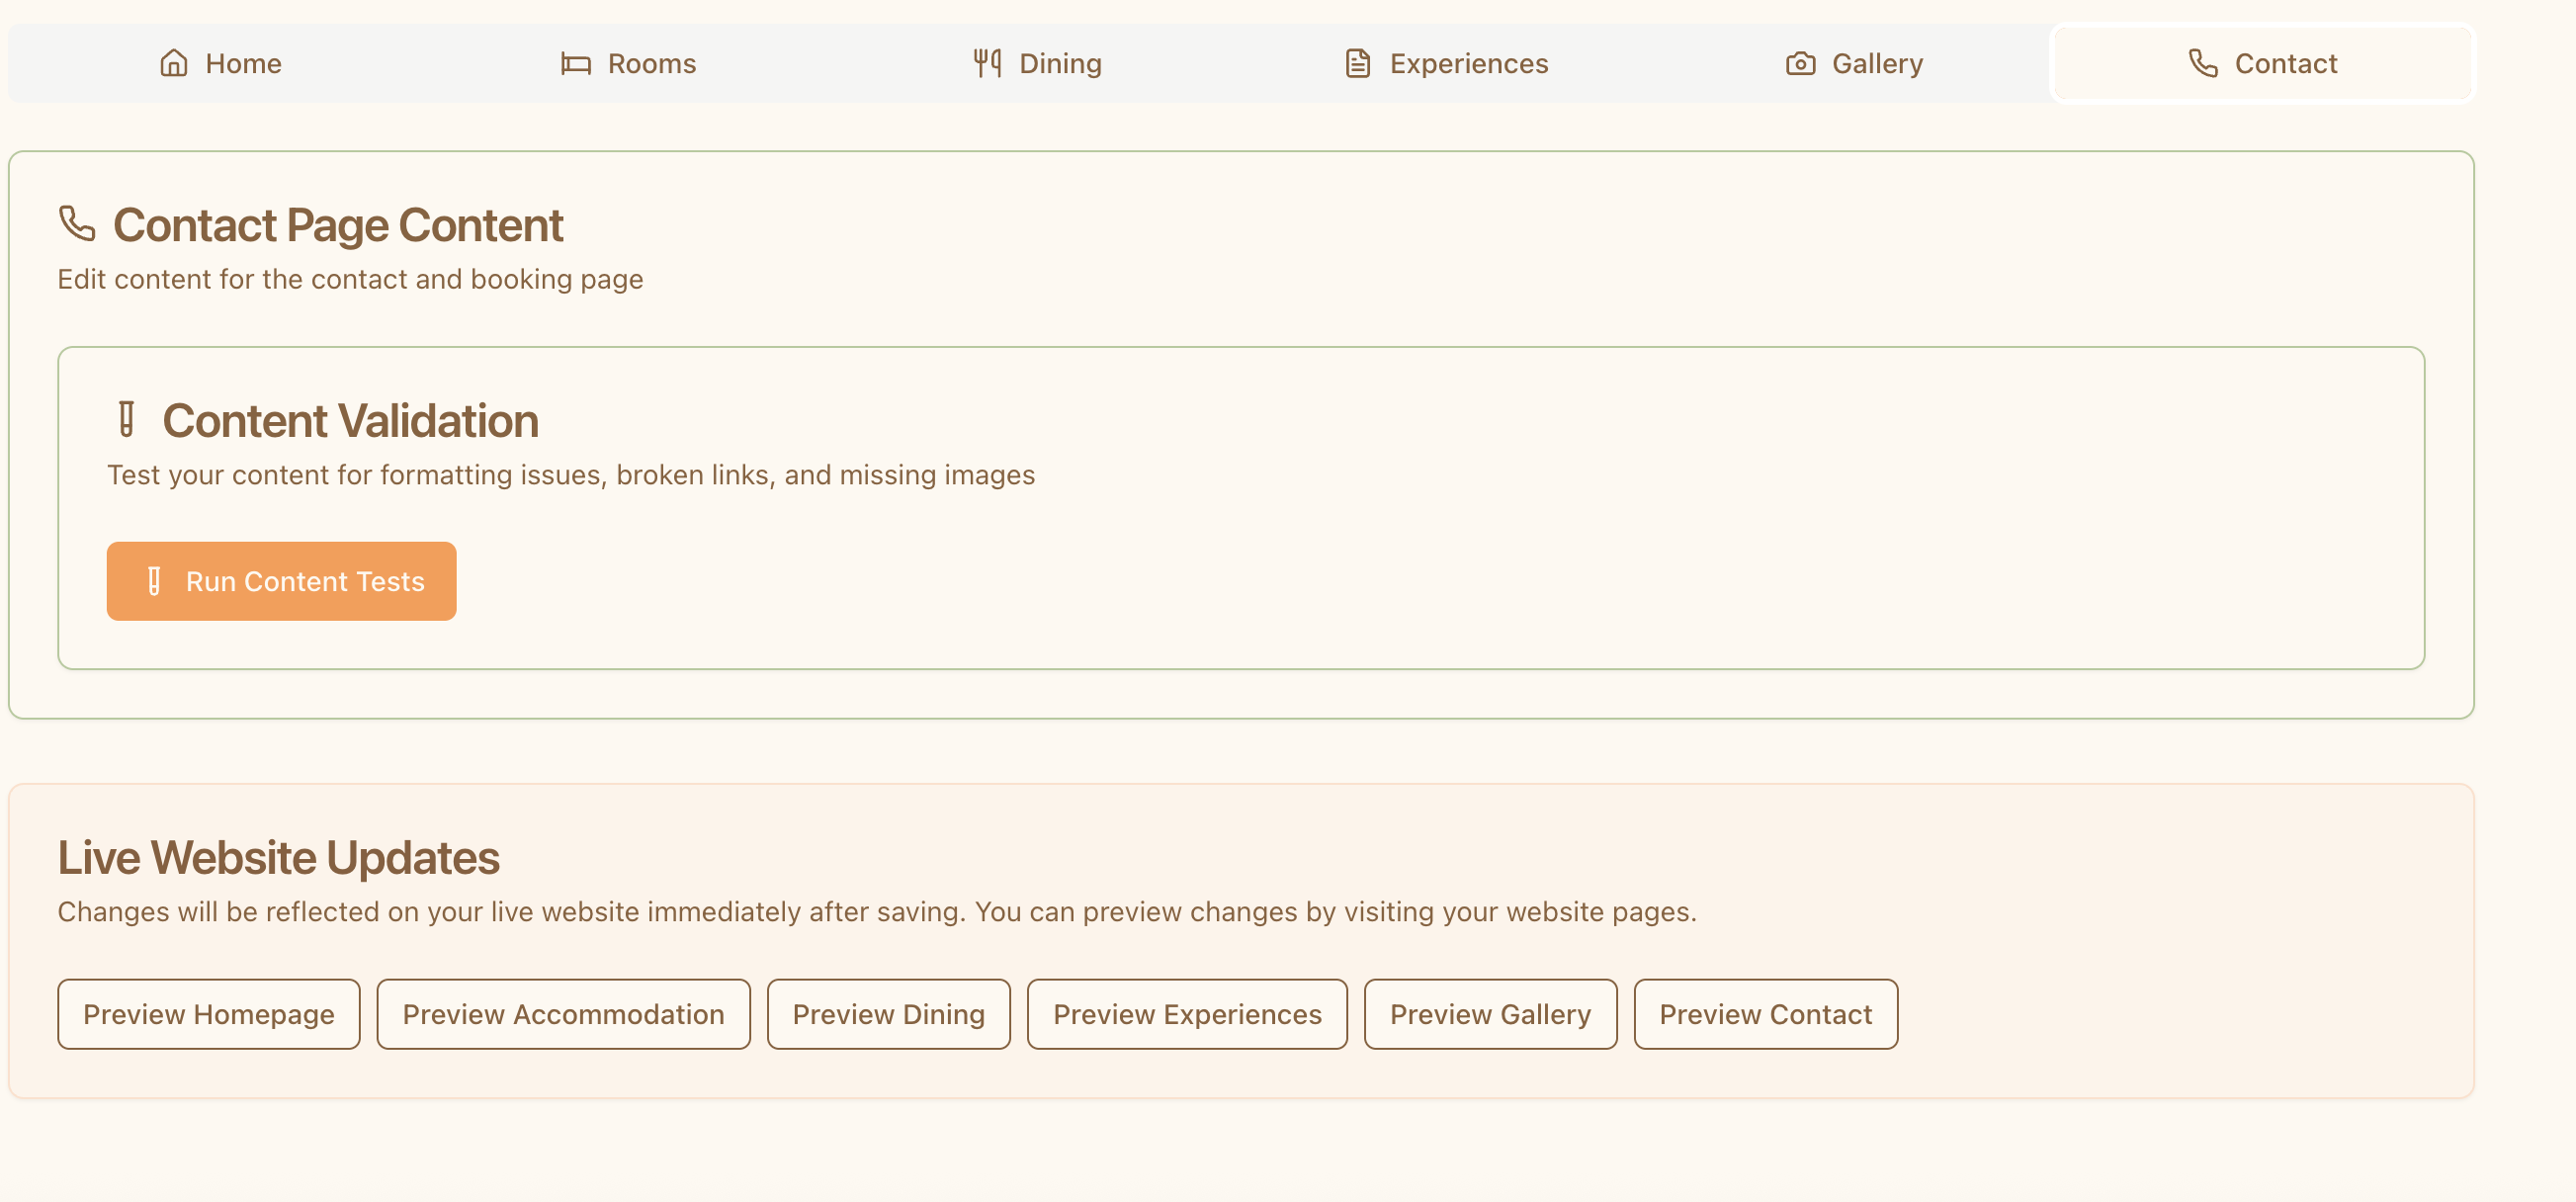 Home Rooms Dining Experiences Gallery Contact
Contact Page Content
Edit content for the contact and booking page
Content Validation
Test your content for formatting issues, broken links, and missing images
Run Content Tests
Live Website Updates
Changes will be reflected on your live website immediately after saving. You can preview changes by visiting your website pages.
Preview Homepage Preview Accommodation Preview Dining Preview Experiences Preview Gallery Preview Contact